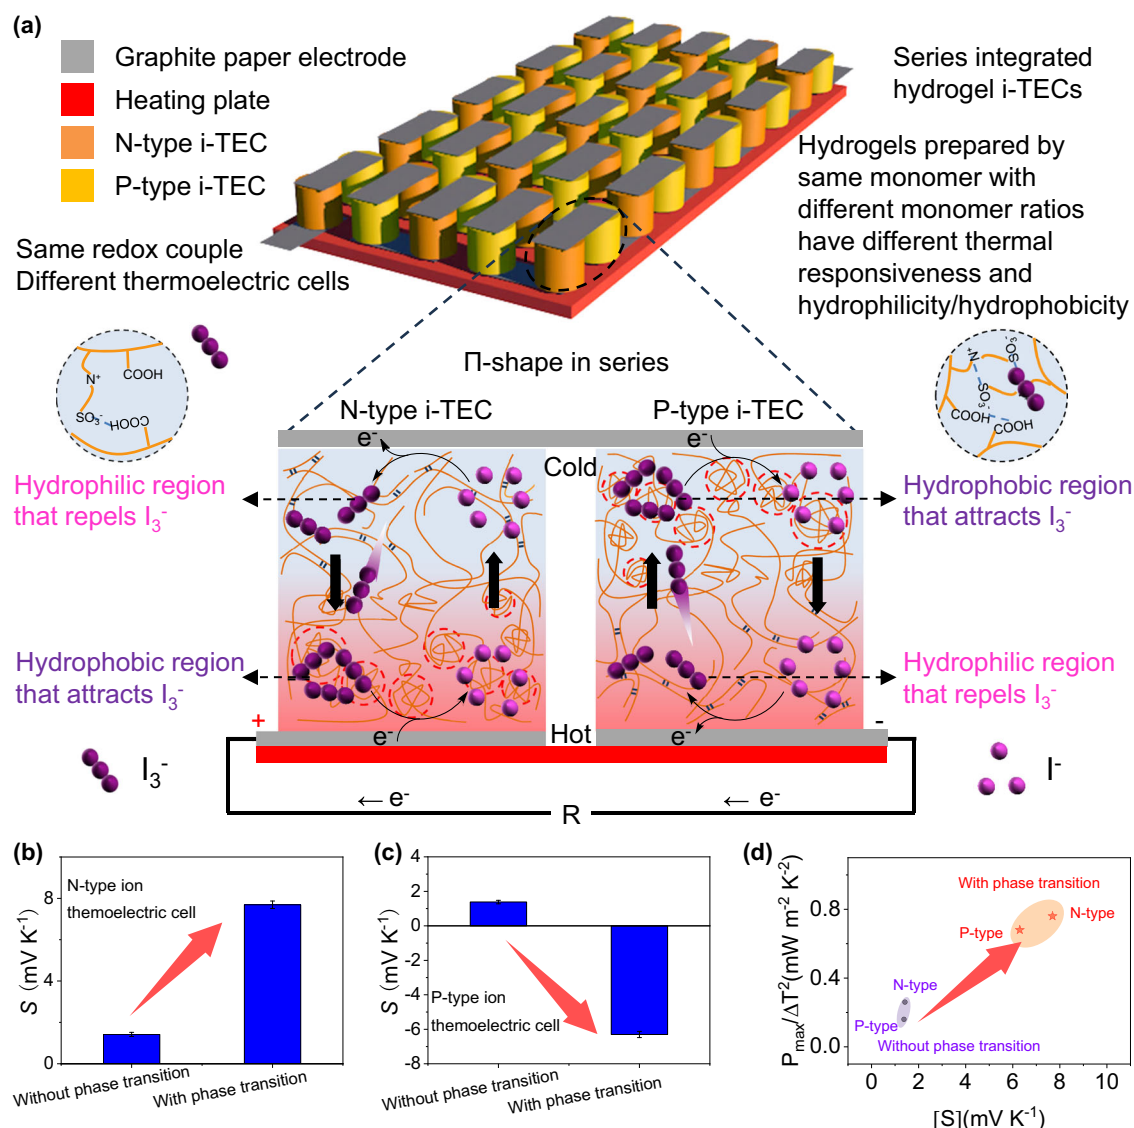 (a)
Graphite paper electrode
Heating plate
N-type i-TEC
P-type i-TEC
Series integrated
hydrogel i-TECs
Hydrogels prepared by
same monomer with
different monomer ratios
have different thermal
responsiveness and
hydrophilicity/hydrophobicity
Same redox couple
Different thermoelectric cells
N⁺
COOH
SO₃⁻
HOOC
COOH
Π-shape in series
N⁺
SO₃⁻
SO₃⁻
COOH
COOH
N-type i-TEC
P-type i-TEC
e⁻
Cold
e⁻
Hydrophilic region
that repels I₃⁻
Hydrophobic region
that attracts I₃⁻
Hydrophobic region
that attracts I₃⁻
Hydrophilic region
that repels I₃⁻
+
e⁻
Hot
e⁻
-
I₃⁻
I⁻
← e⁻
R
← e⁻
(b)
S (mV K⁻¹)
8
4
0
N-type ion
themoelectric cell
Without phase transition
With phase transition
(c)
S (mV K⁻¹)
4
2
0
-2
-4
-6
-8
P-type ion
themoelectric cell
Without phase transition
With phase transition
(d)
P_max/ΔT²(mW m⁻² K⁻²)
0.8
0.4
0.0
With phase transition
N-type
P-type
N-type
P-type
Without phase transition
0 2 4 6 8 10
[S](mV K⁻¹)